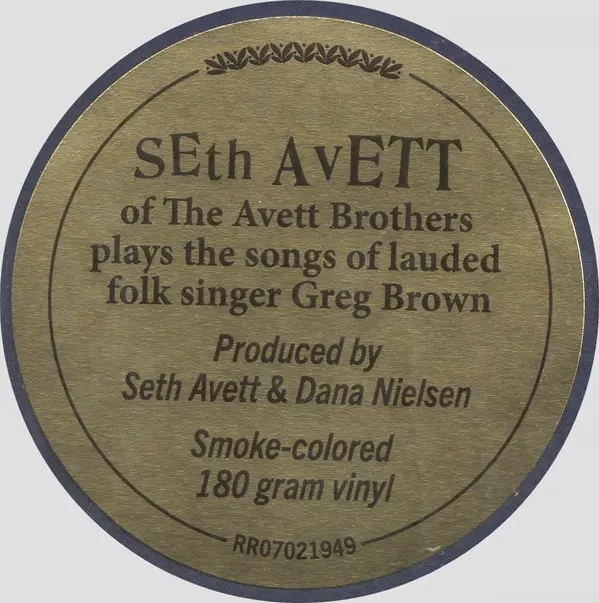 SEth AvETT
of The Avett Brothers
plays the songs of lauded
folk singer Greg Brown
Produced by
Seth Avett & Dana Nielsen
Smoke-colored
180 gram vinyl
RR07021949